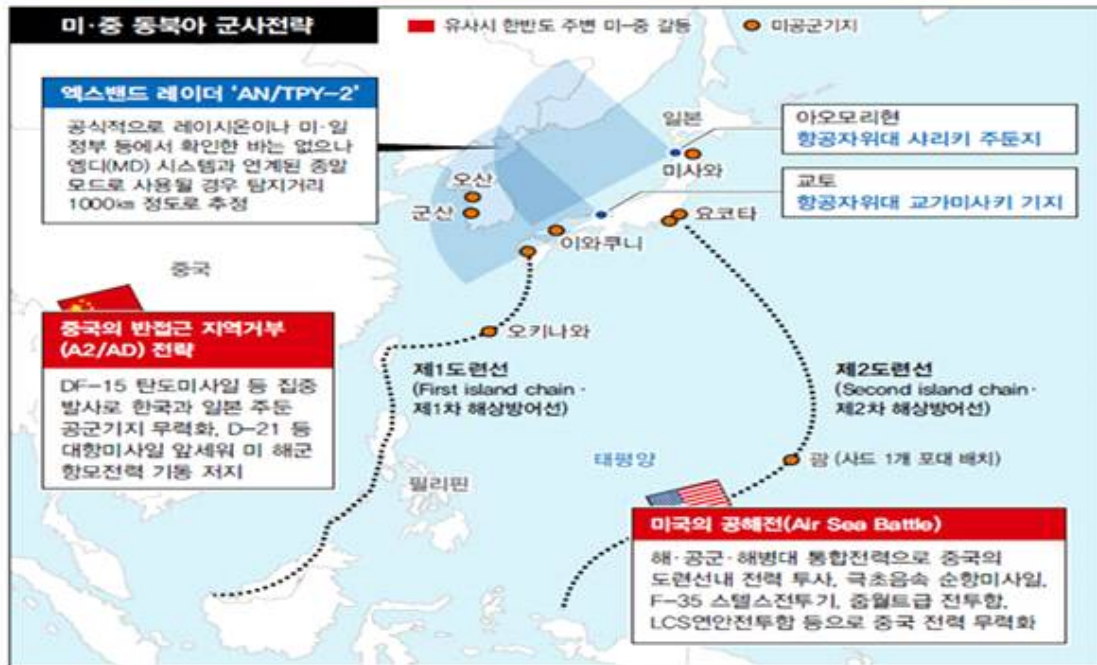 미·중 동북아 군사전략
유사시 한반도 주변 미-중 갈등
미공군기지
엑스밴드 레이더 'AN/TPY-2'
공식적으로 레이시온이나 미·일
정부 등에서 확인한 바는 없으나
엠디(MD) 시스템과 연계된 종말
모드로 사용될 경우 탐지거리
1000㎞ 정도로 추정
일본
아오모리현
항공자위대 샤리키 주둔지
미사와
교토
항공자위대 교가미사키 기지
오산
군산
요코타
이와쿠니
중국
중국의 반접근 지역거부
(A2/AD) 전략
DF-15 탄도미사일 등 집중
발사로 한국과 일본 주둔
공군기지 무력화, D-21 등
대항미사일 앞세워 미 해군
항모전력 기동 저지
오키나와
제1도련선
(First island chain·
제1차 해상방어선)
제2도련선
(Second island chain·
제2차 해상방어선)
태평양
괌 (사드 1개 포대 배치)
필리핀
미국의 공해전(Air Sea Battle)
해·공군·해병대 통합전력으로 중국의
도련선내 전력 투사, 극초음속 순항미사일,
F-35 스텔스전투기, 줌월트급 전투함,
LCS연안전투함 등으로 중국 전력 무력화